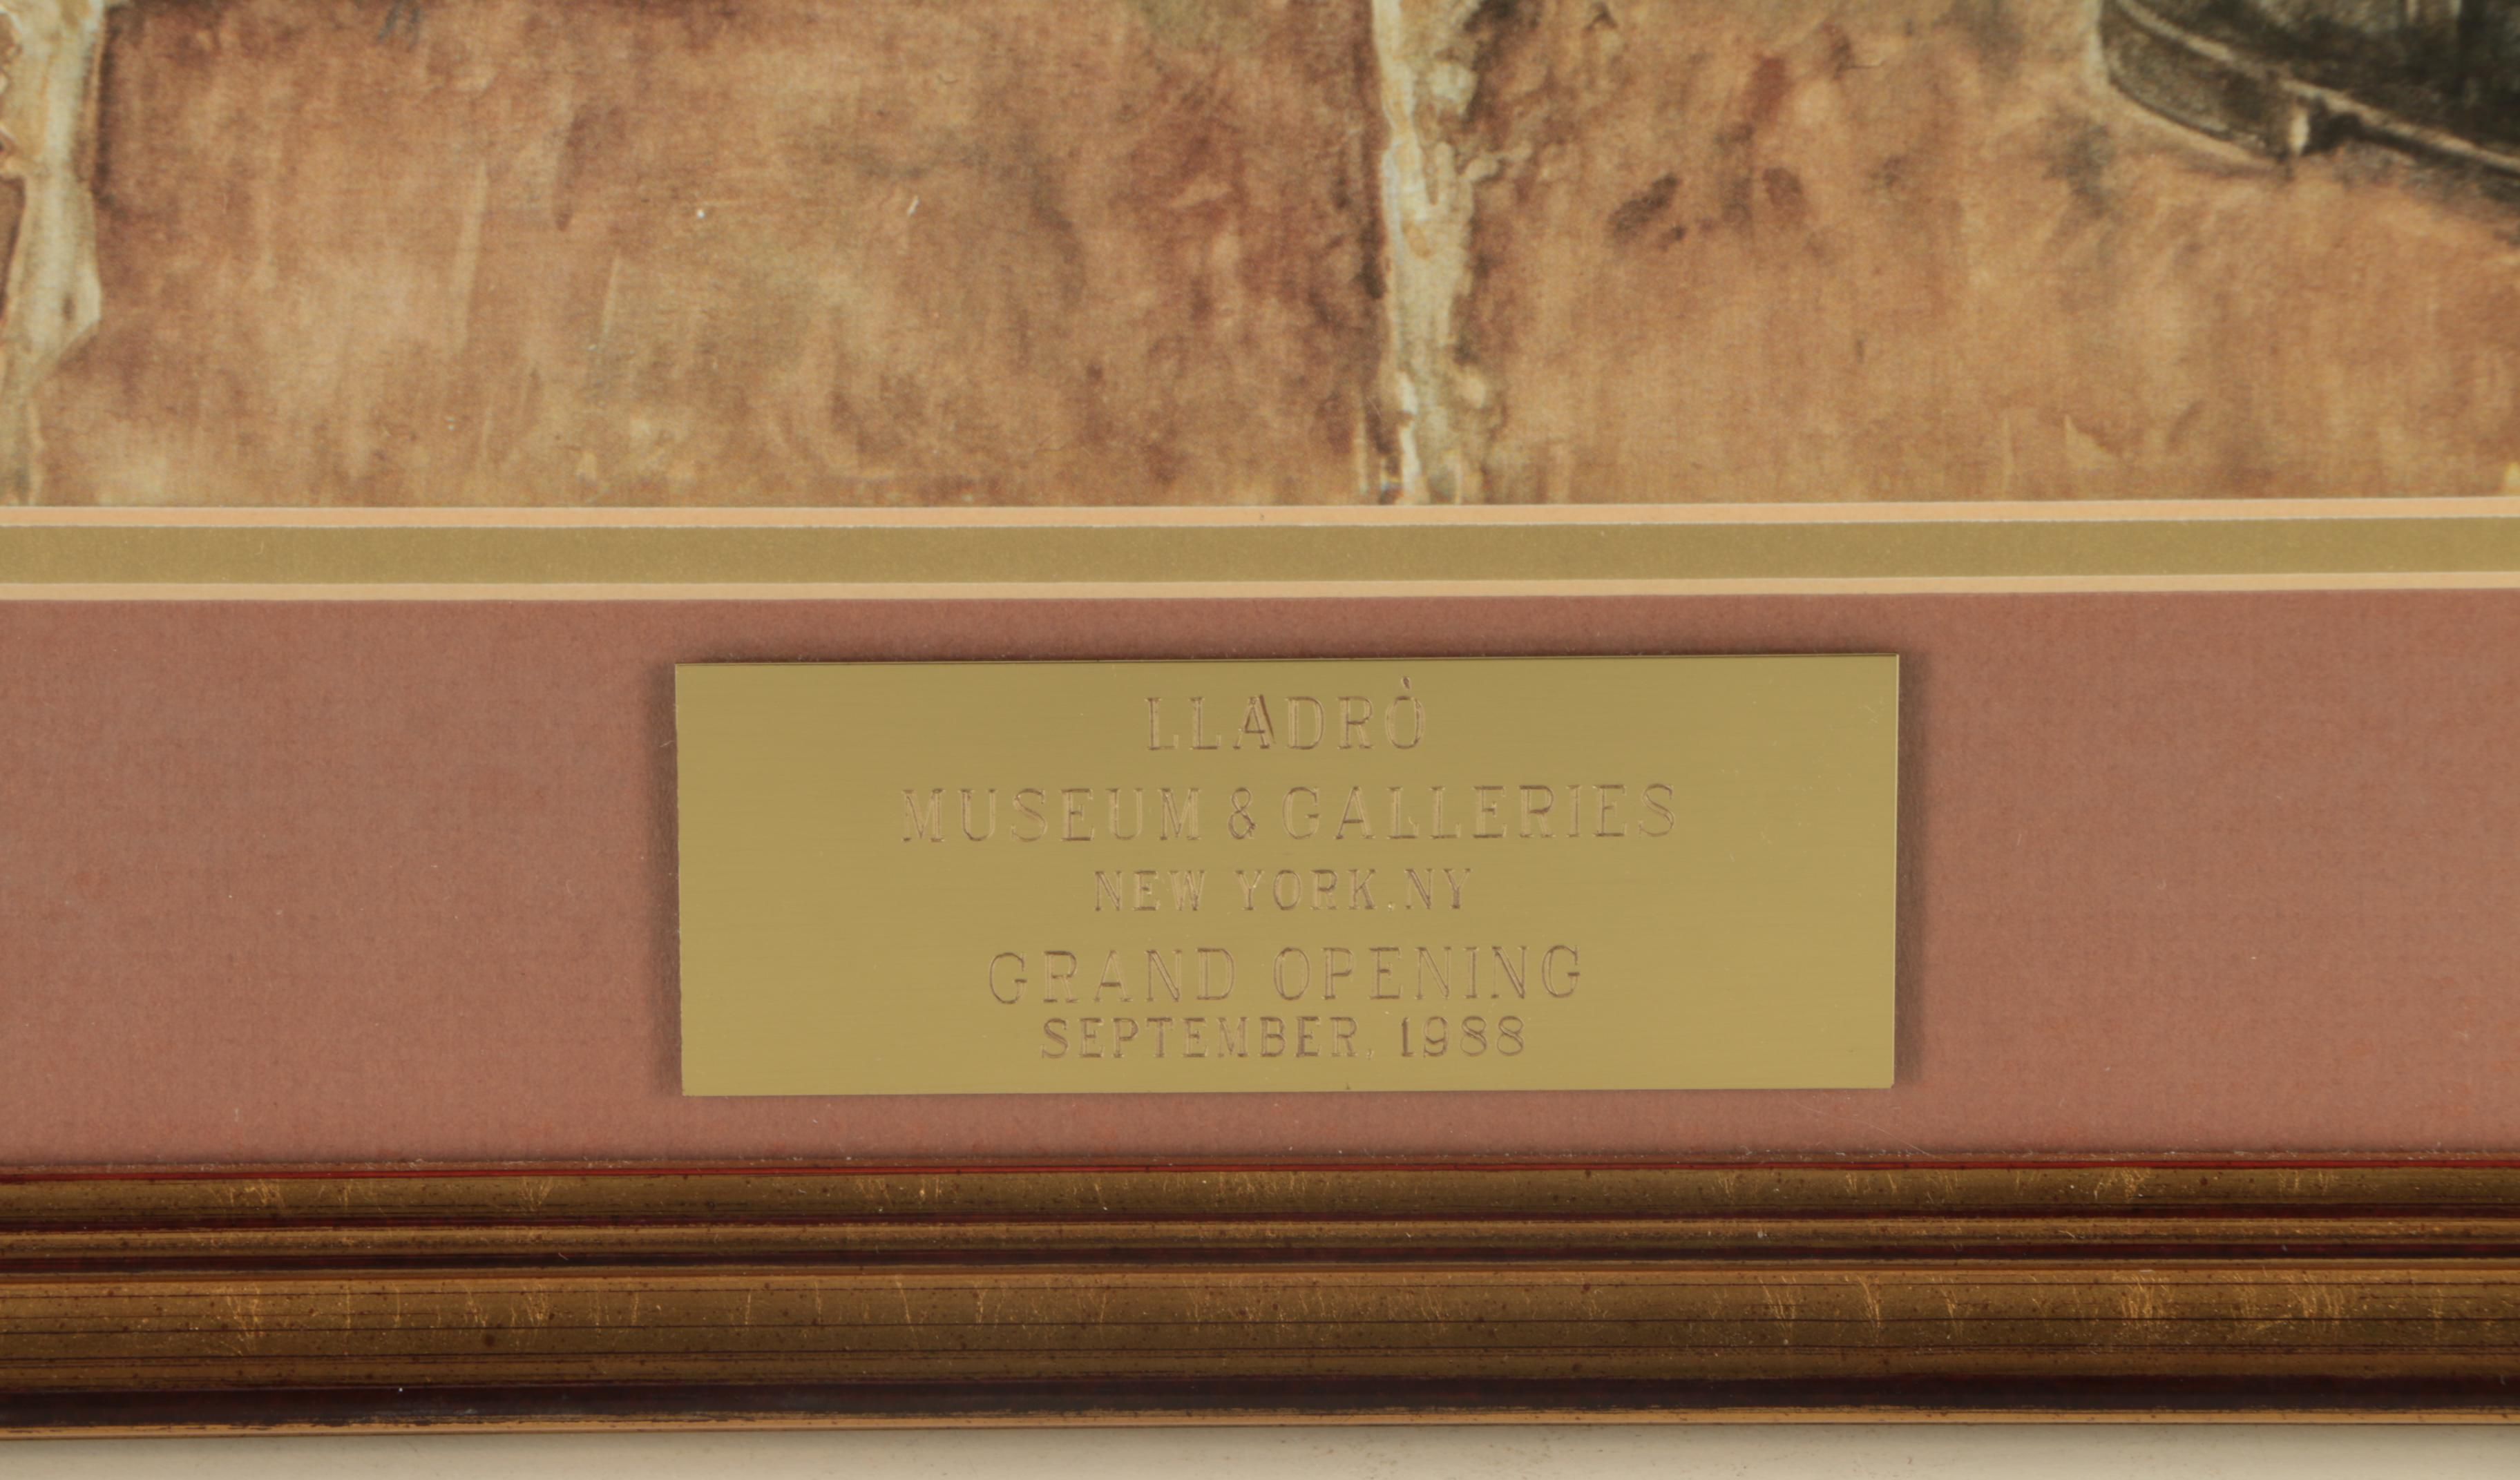 LLADRÓ
MUSEUM & GALLERIES
NEW YORK.NY
GRAND OPENING
SEPTEMBER, 1988